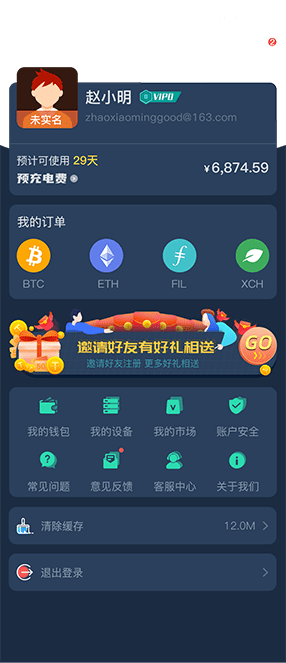 2
赵小明 VIP0
未实名
zhaoxiaominggood@163.com
预计可使用 29天
预充电费
¥6,874.59
我的订单
BTC ETH FIL XCH
邀请好友有好礼相送
邀请好友注册 更多好礼相送
GO
我的钱包 我的设备 我的市场 账户安全
常见问题 意见反馈 客服中心 关于我们
清除缓存 12.0M
退出登录